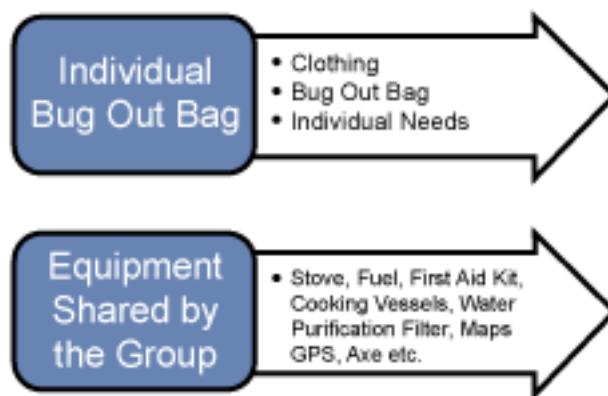 Individual
Bug Out Bag
• Clothing
• Bug Out Bag
• Individual Needs
Equipment
Shared by
the Group
• Stove, Fuel, First Aid Kit,
Cooking Vessels, Water
Purification Filter, Maps
GPS, Axe etc.